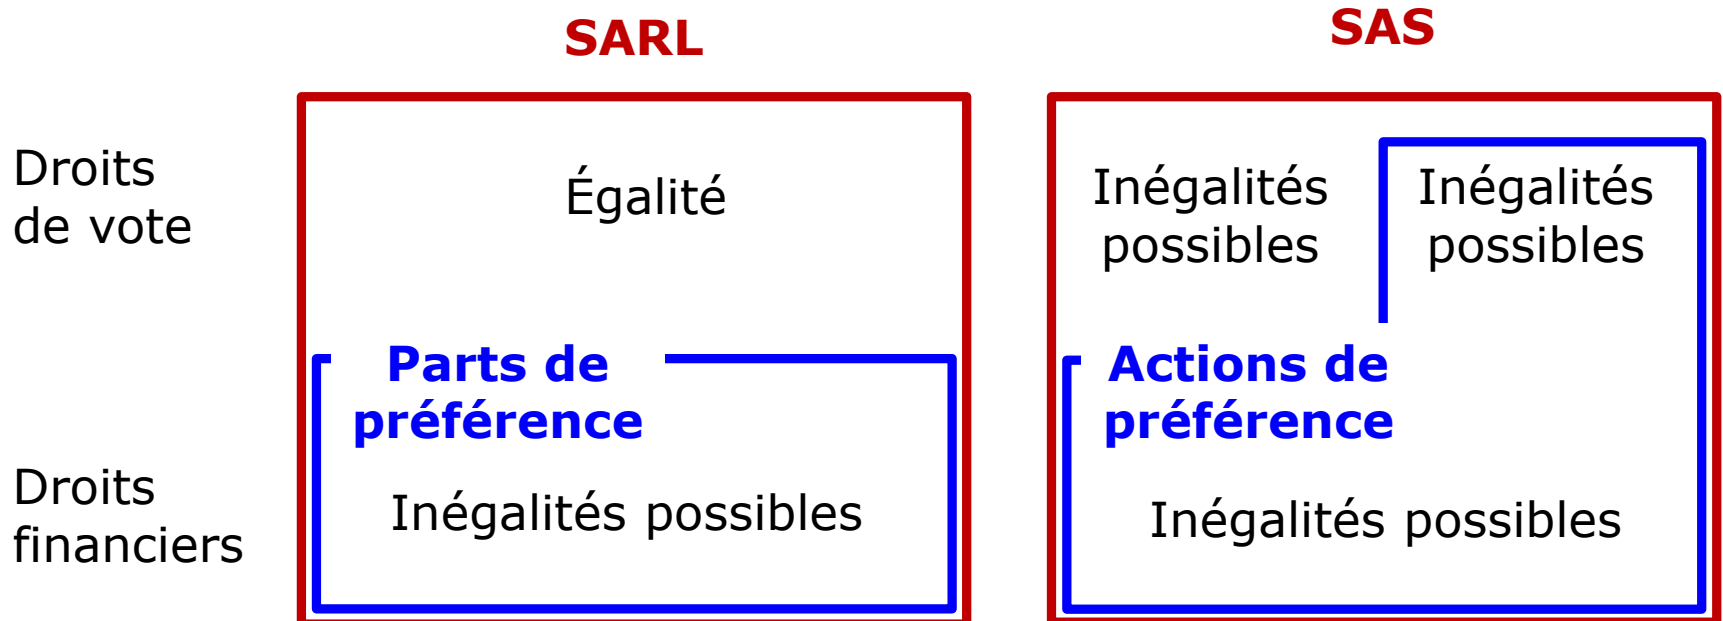 SARL
SAS
Droits
de vote
Égalité
Inégalités
possibles
Inégalités
possibles
Parts de
préférence
Actions de
préférence
Droits
financiers
Inégalités possibles
Inégalités possibles